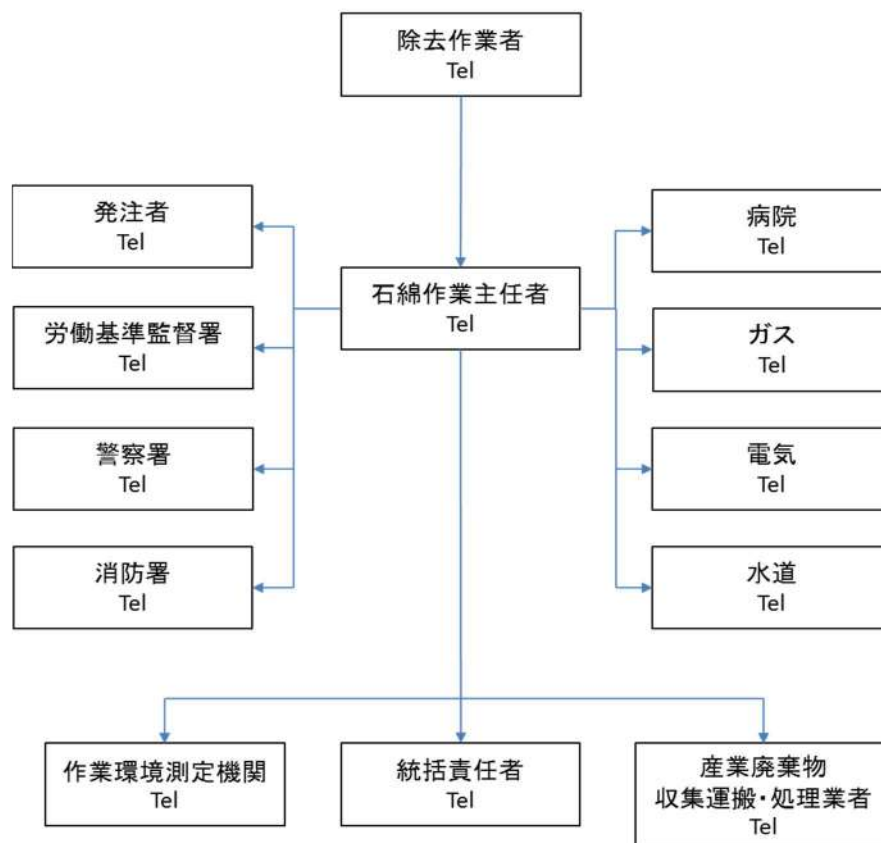 除去作業者
Tel
発注者
Tel
病院
Tel
石綿作業主任者
Tel
労働基準監督署
Tel
ガス
Tel
警察署
Tel
電気
Tel
消防署
Tel
水道
Tel
作業環境測定機関
Tel
統括責任者
Tel
産業廃棄物
収集運搬・処理業者
Tel